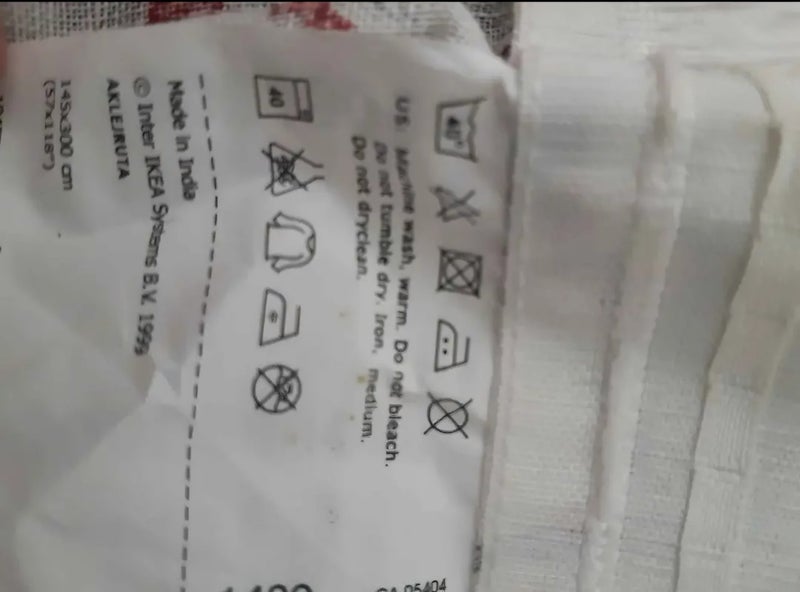 40°
US: Machine wash, warm. Do not bleach.
Do not tumble dry. Iron, medium.
Do not dryclean.
40
Made in India
© Inter IKEA Systems B.V. 1999
AKLEJRUTA
145x300 cm
(57x118")
05404